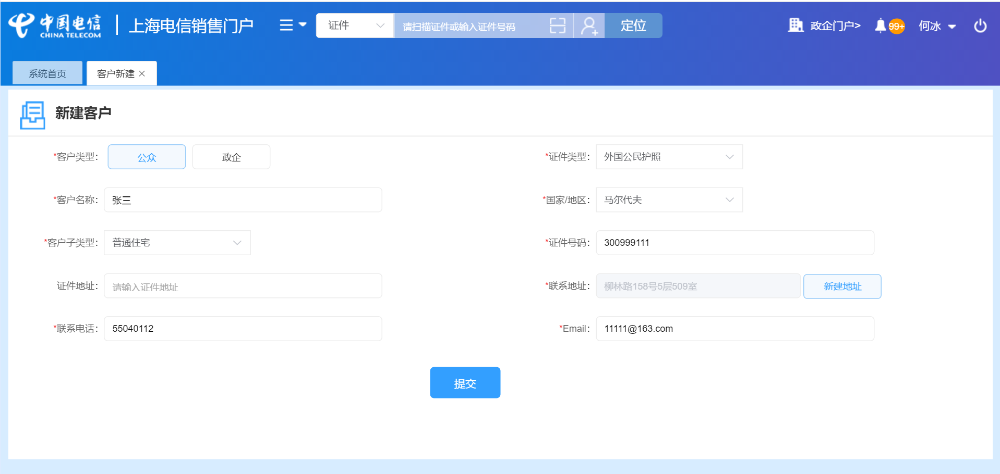 中国电信
CHINA TELECOM
上海电信销售门户
证件
请扫描证件或输入证件号码
定位
政企门户>
99+
何冰
系统首页
客户新建
新建客户
*客户类型: 公众 政企
*证件类型: 外国公民护照
*客户名称: 张三
*国家/地区: 马尔代夫
*客户子类型: 普通住宅
*证件号码: 300999111
证件地址: 请输入证件地址
*联系地址: 柳林路158号5层509室 新建地址
*联系电话: 55040112
*Email: 11111@163.com
提交